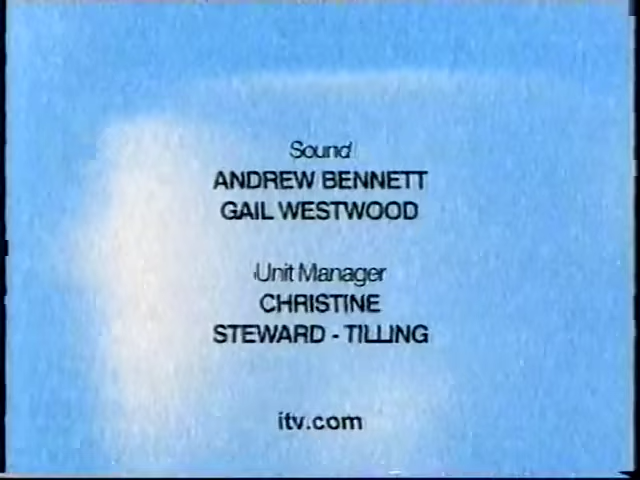 Sound
ANDREW BENNETT
GAIL WESTWOOD
Unit Manager
CHRISTINE
STEWARD - TILLING
itv.com